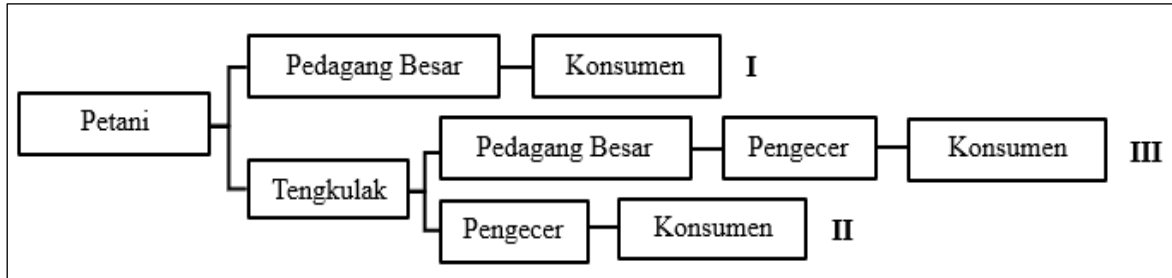 Pedagang Besar Konsumen I
Petani
Pedagang Besar Pengecer Konsumen III
Tengkulak
Pengecer Konsumen II